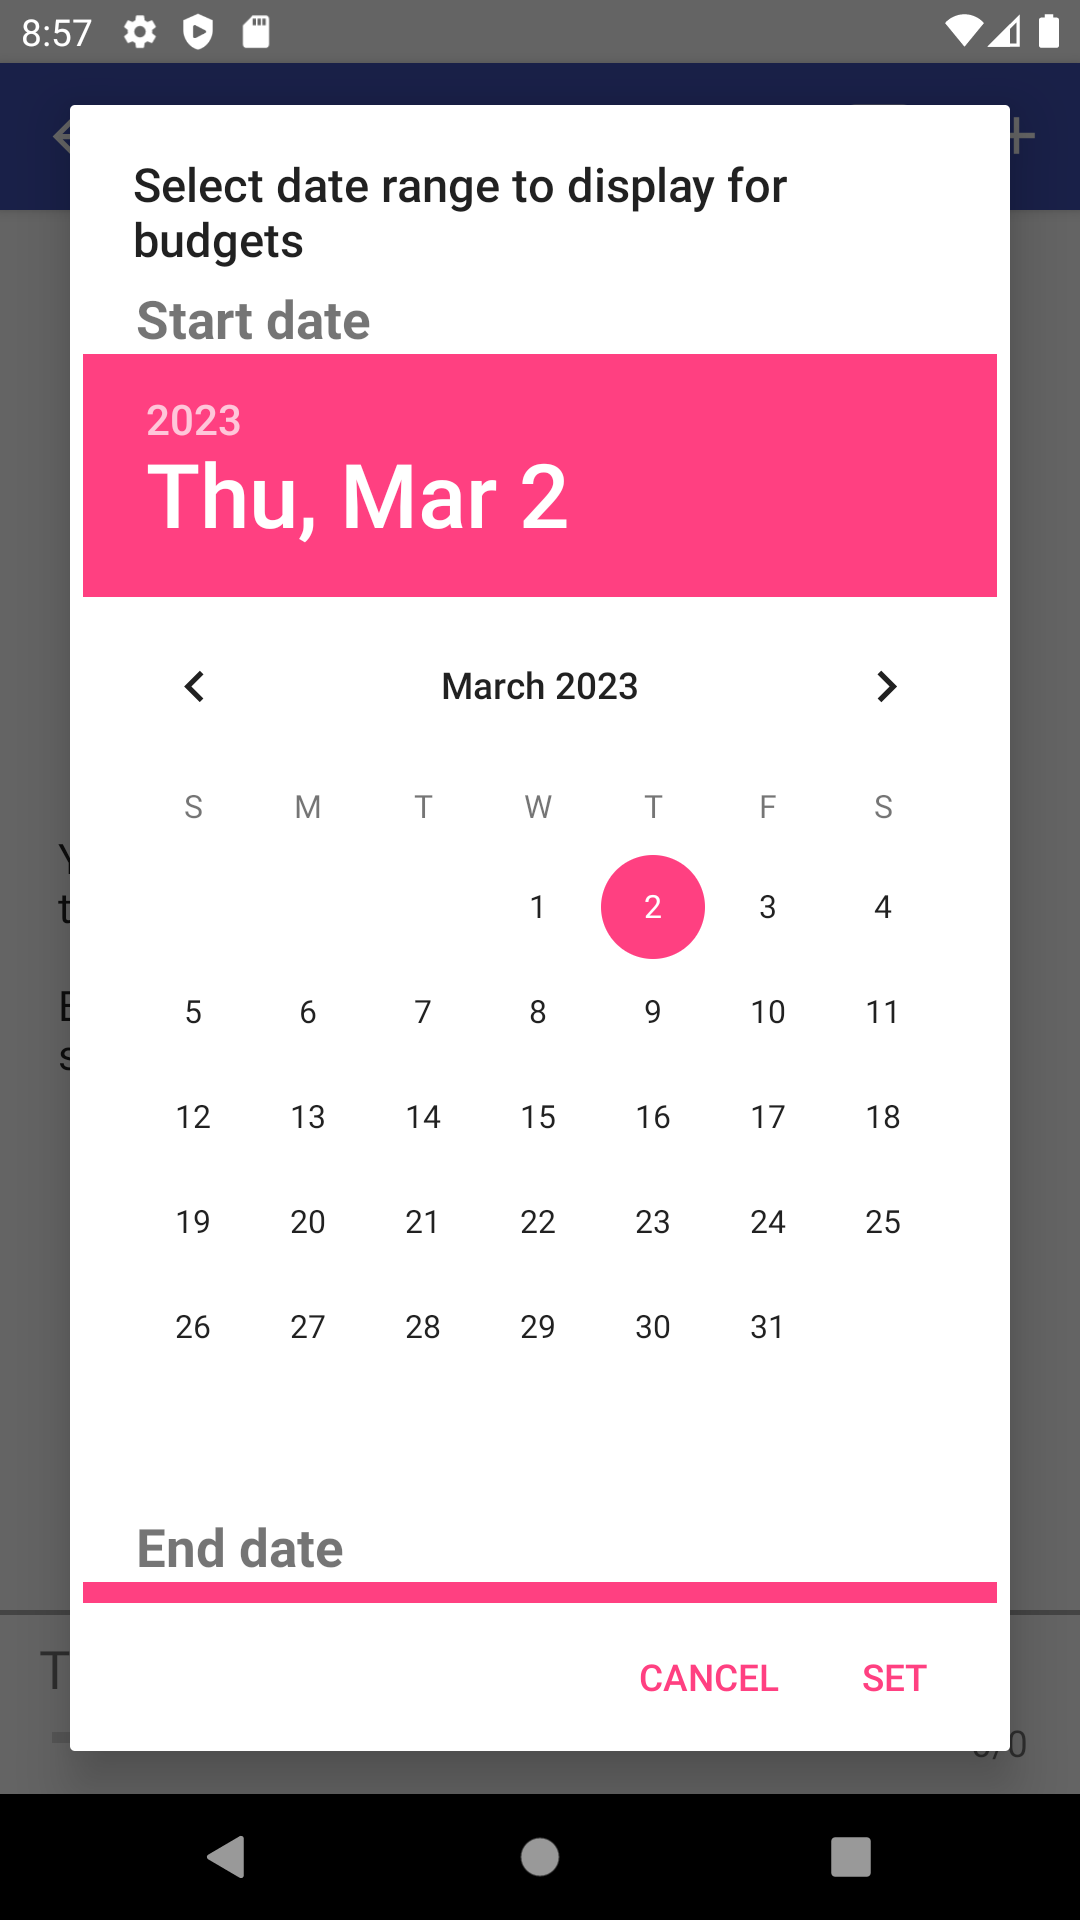 8:57
Select date range to display for
budgets
Start date
2023
Thu, Mar 2
March 2023
S M T W T F S
1 2 3 4
5 6 7 8 9 10 11
12 13 14 15 16 17 18
19 20 21 22 23 24 25
26 27 28 29 30 31
End date
CANCEL SET